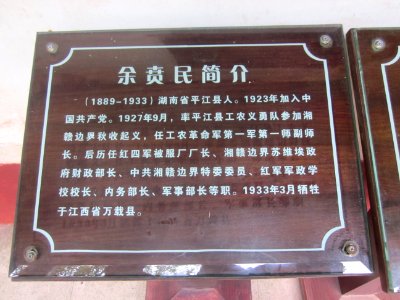 余贲民简介
(1889-1933)湖南省平江县人。1923年加入中
国共产党。1927年9月，率平江县工农义勇队参加湘
赣边界秋收起义，任工农革命军第一军第一师副师
长。后历任红四军被服厂厂长、湘赣边界苏维埃政
府财政部长、中共湘赣边界特委委员、红军军政学
校校长、内务部长、军事部长等职。1933年3月牺牲
于江西省万载县。